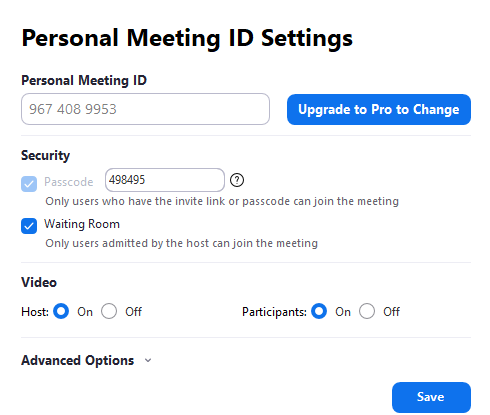 Personal Meeting ID Settings
Personal Meeting ID
967 408 9953
Upgrade to Pro to Change
Security
Passcode 498495 ?
Only users who have the invite link or passcode can join the meeting
Waiting Room
Only users admitted by the host can join the meeting
Video
Host: On Off Participants: On Off
Advanced Options
Save